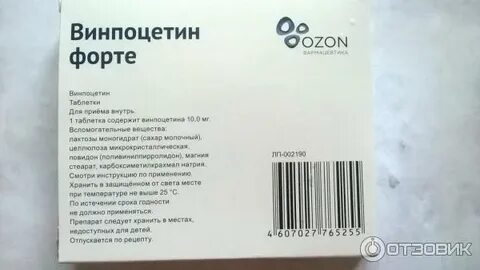 Винпоцетин
форте
OZON
ФАРМАЦЕВТИКА
Винпоцетин
Таблетки
Для приёма внутрь.
1 таблетка содержит винпоцетина 10,0 мг.
Вспомогательные вещества:
лактозы моногидрат (сахар молочный),
целлюлоза микрокристаллическая,
повидон (поливинилпирролидон), магния
стеарат, карбоксиметилкрахмал натрия.
Смотри инструкцию по применению.
Хранить в защищённом от света месте
при температуре не выше 25 °С.
По истечении срока годности
не должно применяться.
Препарат следует хранить в местах,
недоступных для детей.
Отпускается по рецепту.
ЛП-002190
4 607027 765255
ОТЗОВИК